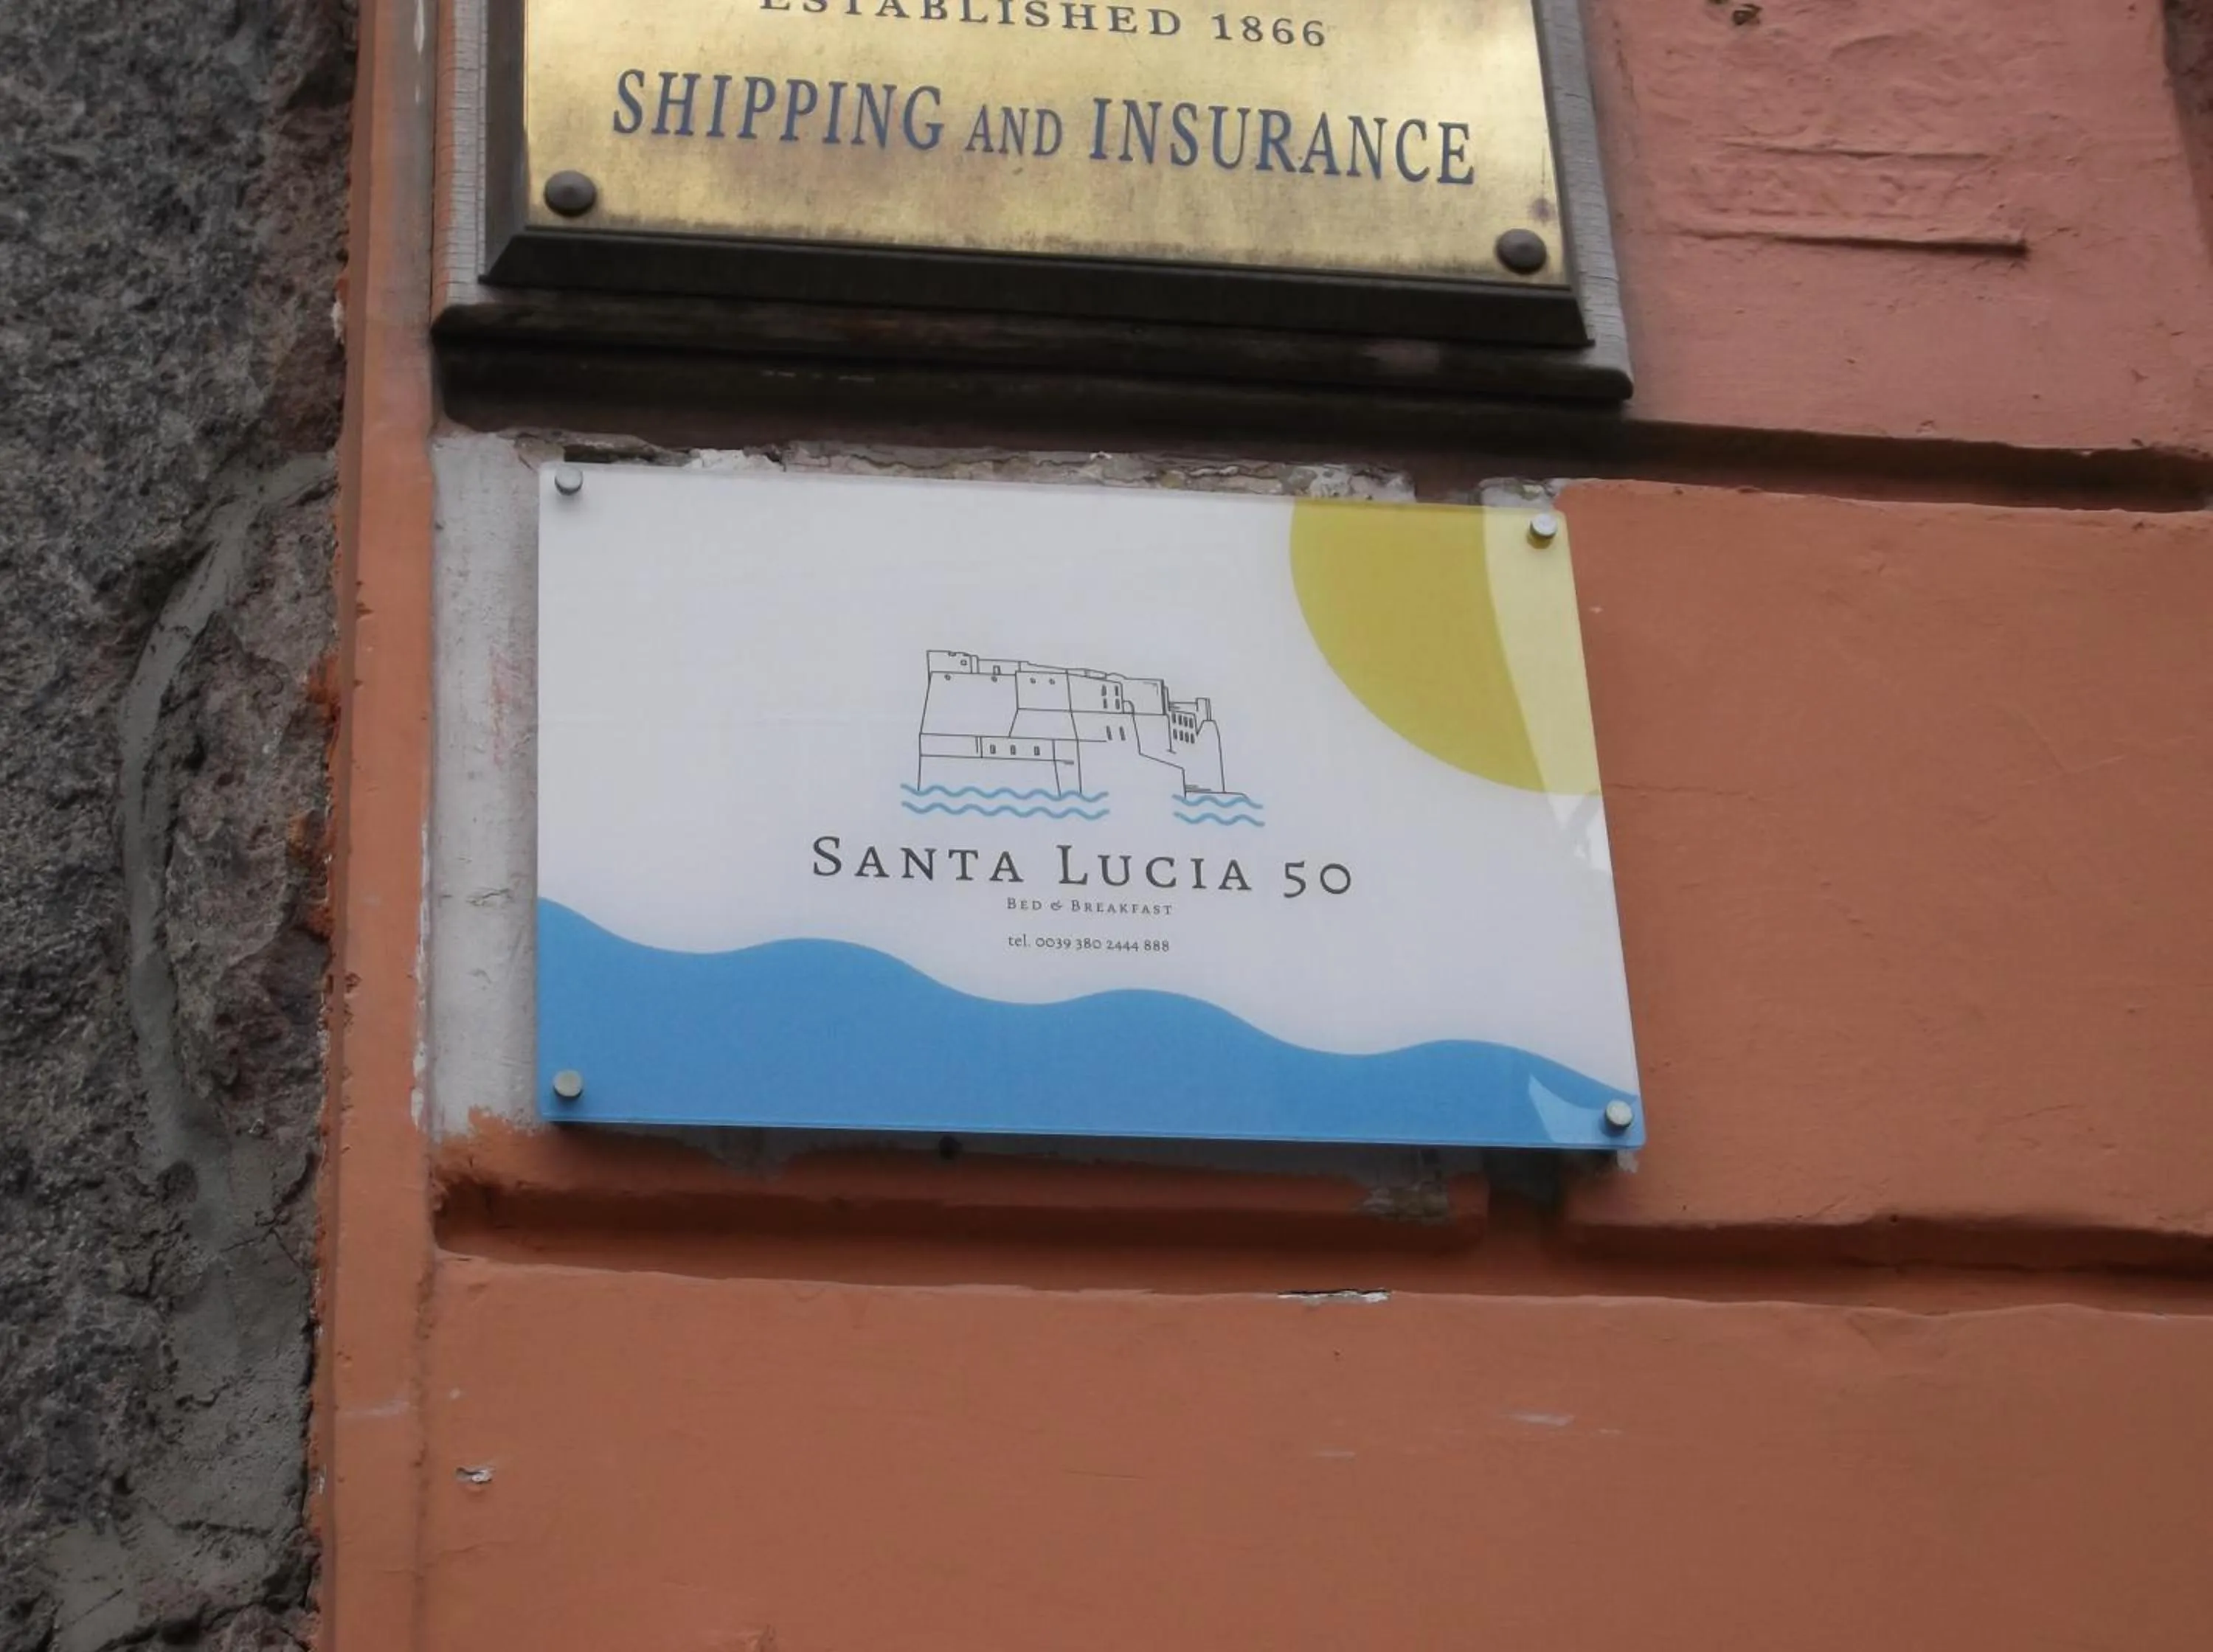 ESTABLISHED 1866
SHIPPING AND INSURANCE
SANTA LUCIA 50
BED & BREAKFAST
tel. 0039 380 2444 888